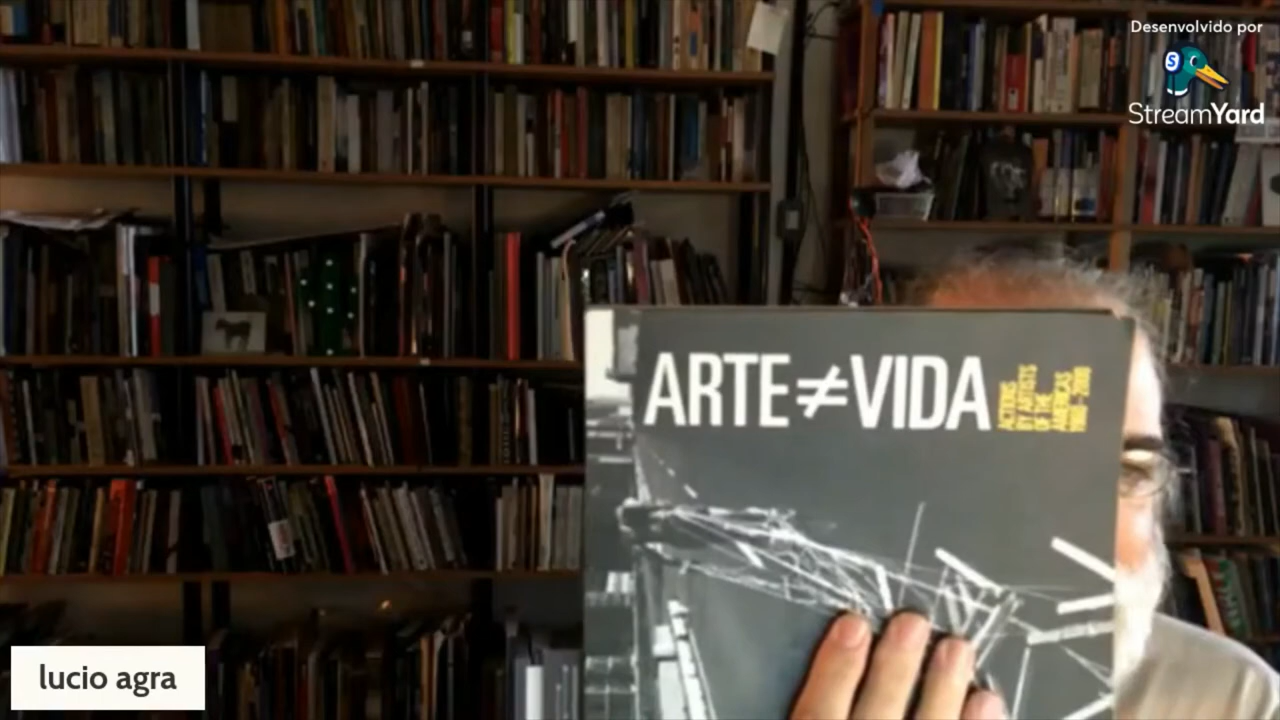 Desenvolvido por
StreamYard
ARTE≠VIDA
ACTIONS
BY ARTISTS
OF THE
AMERICAS
1960-2000
lucio agra